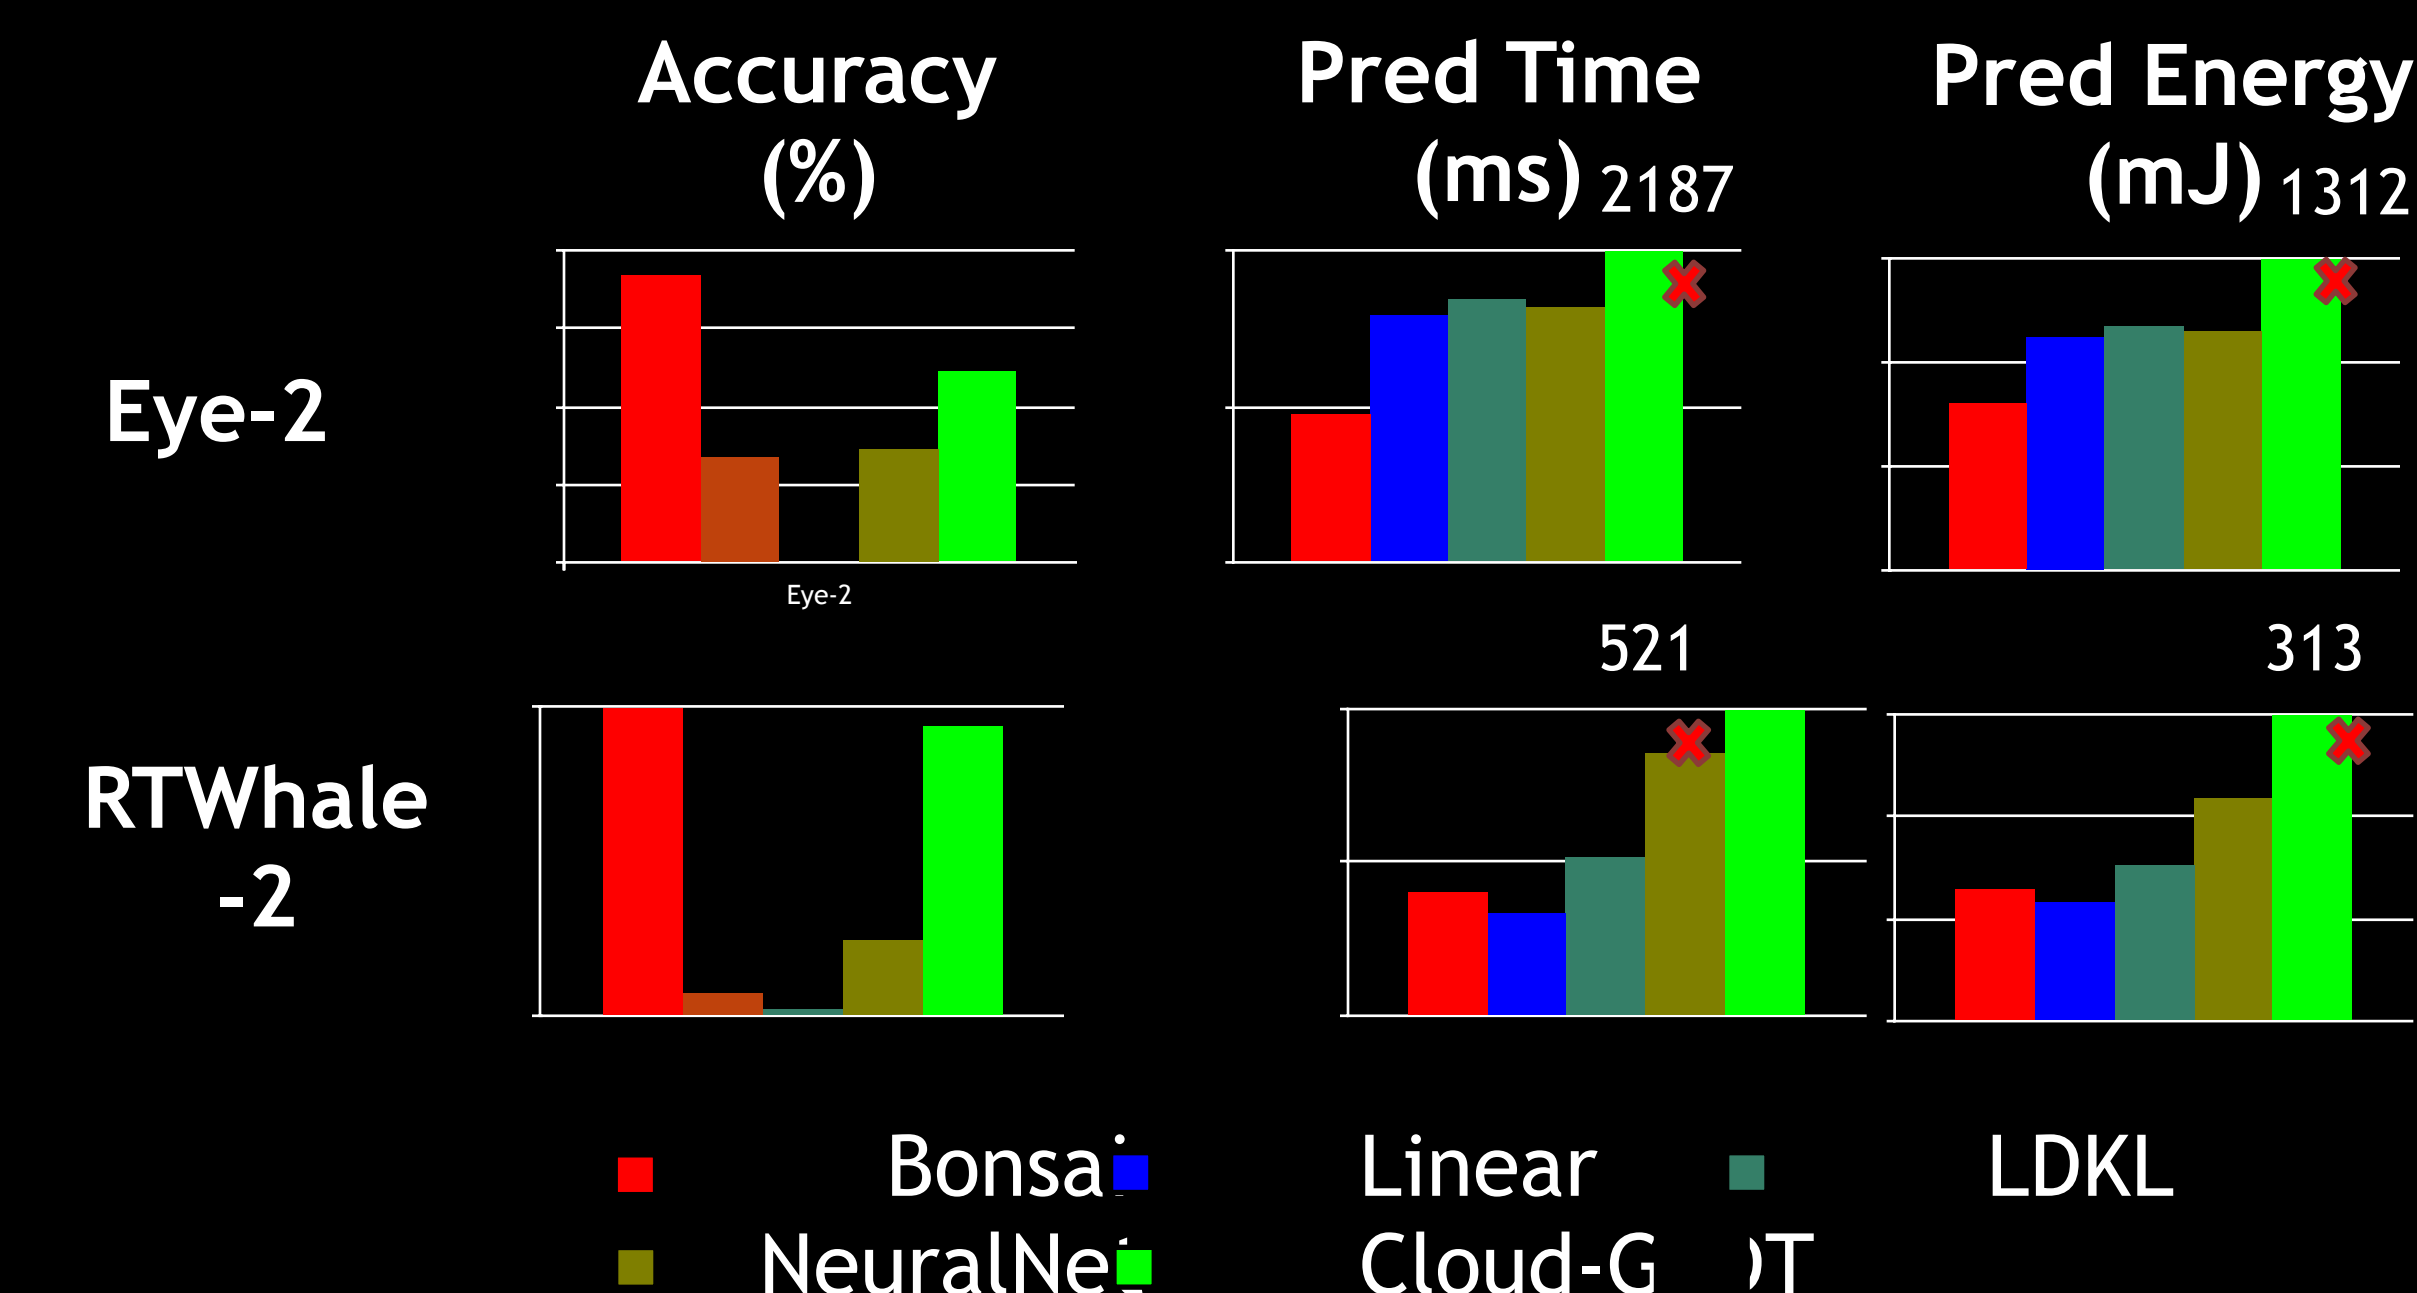 Accuracy
(%)
Pred Time
(ms) 2187
Pred Energy
(mJ) 1312
Eye-2
Eye-2
521
313
RTWhale
-2
Bonsai
Linear
LDKL
NeuralNet